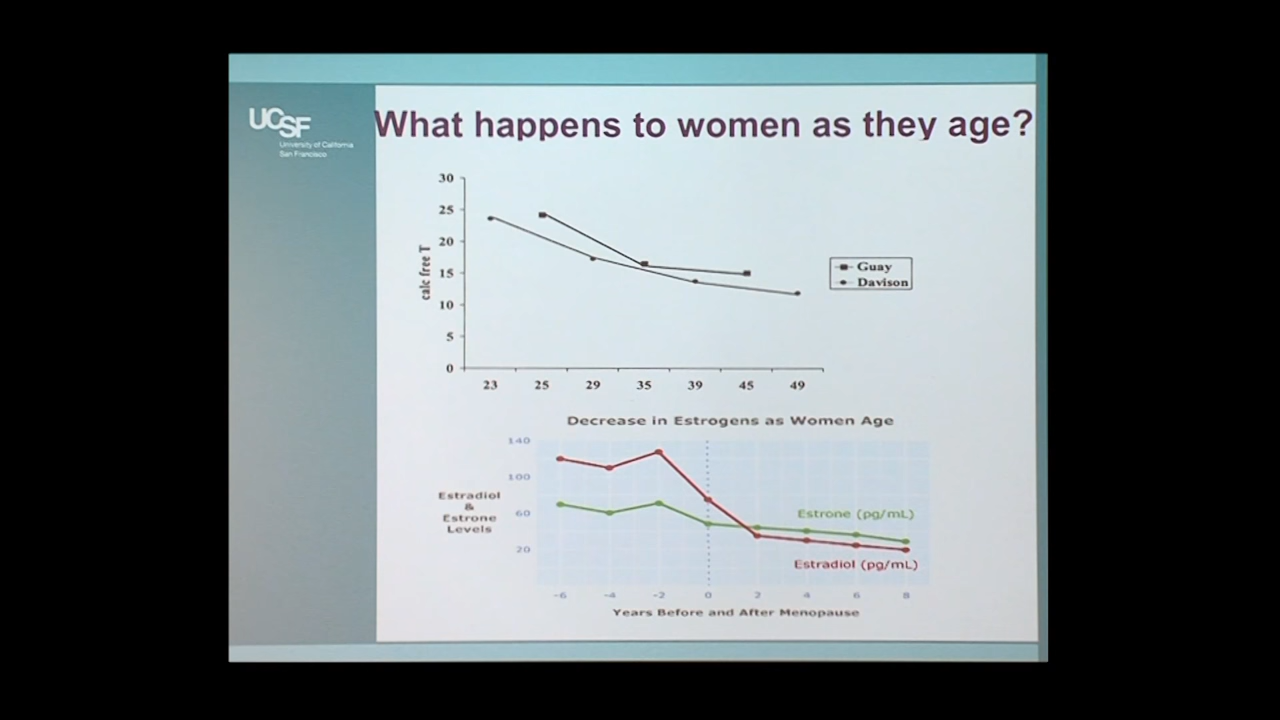 UCSF
University of California
San Francisco
What happens to women as they age?
30
25
20
15
10
5
0
calc free T
23 25 29 35 39 45 49
Guay
Davison
Decrease in Estrogens as Women Age
140
100
60
20
Estradiol
&
Estrone
Levels
Estrone (pg/mL)
Estradiol (pg/mL)
-6 -4 -2 0 2 4 6 8
Years Before and After Menopause